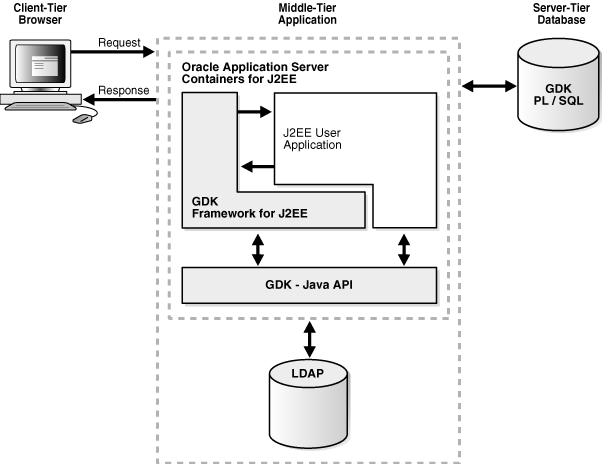 Client-Tier
Browser
Middle-Tier
Application
Server-Tier
Database
Request
Response
Oracle Application Server
Containers for J2EE
J2EE User
Application
GDK
Framework for J2EE
GDK - Java API
LDAP
GDK
PL / SQL